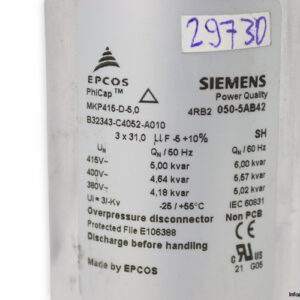 29730
EPCOS
PhiCap™
MKP415-D-5,0
B32343-C4052-A010
SIEMENS
Power Quality
4RB2 050-5AB42
3 x 31,0 µF -5 +10% SH
UN QN / 50 Hz QN / 60 Hz
415V~ 5,00 kvar 6,00 kvar
400V~ 4,64 kvar 5,57 kvar
380V~ 4,18 kvar 5,02 kvar
Ui = 3/-Kv -25 / +55°C IEC 60831
Overpressure disconnector Non PCB
Protected File E106388
Discharge before handling
c US
21 G05
Made by EPCOS